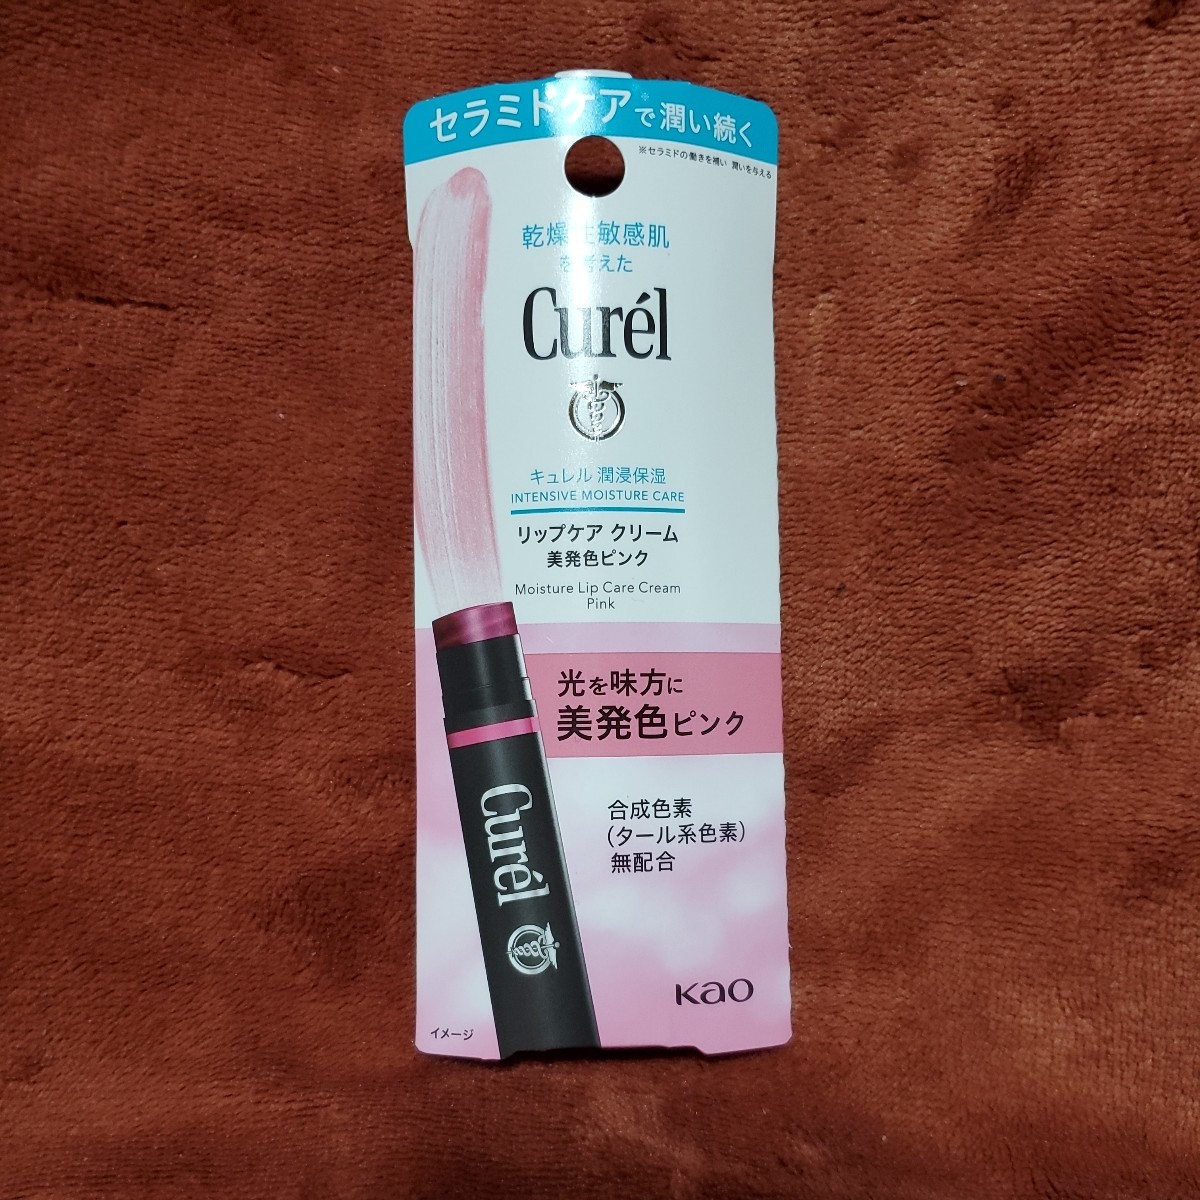 セラミドケア※で潤い続く
※セラミドの働きを補い 潤いを与える
乾燥性敏感肌
を考えた
Curél
キュレル 潤浸保湿
INTENSIVE MOISTURE CARE
リップケア クリーム
美発色ピンク
Moisture Lip Care Cream
Pink
光を味方に
美発色ピンク
合成色素
(タール系色素)
無配合
Curél
Kao
イメージ